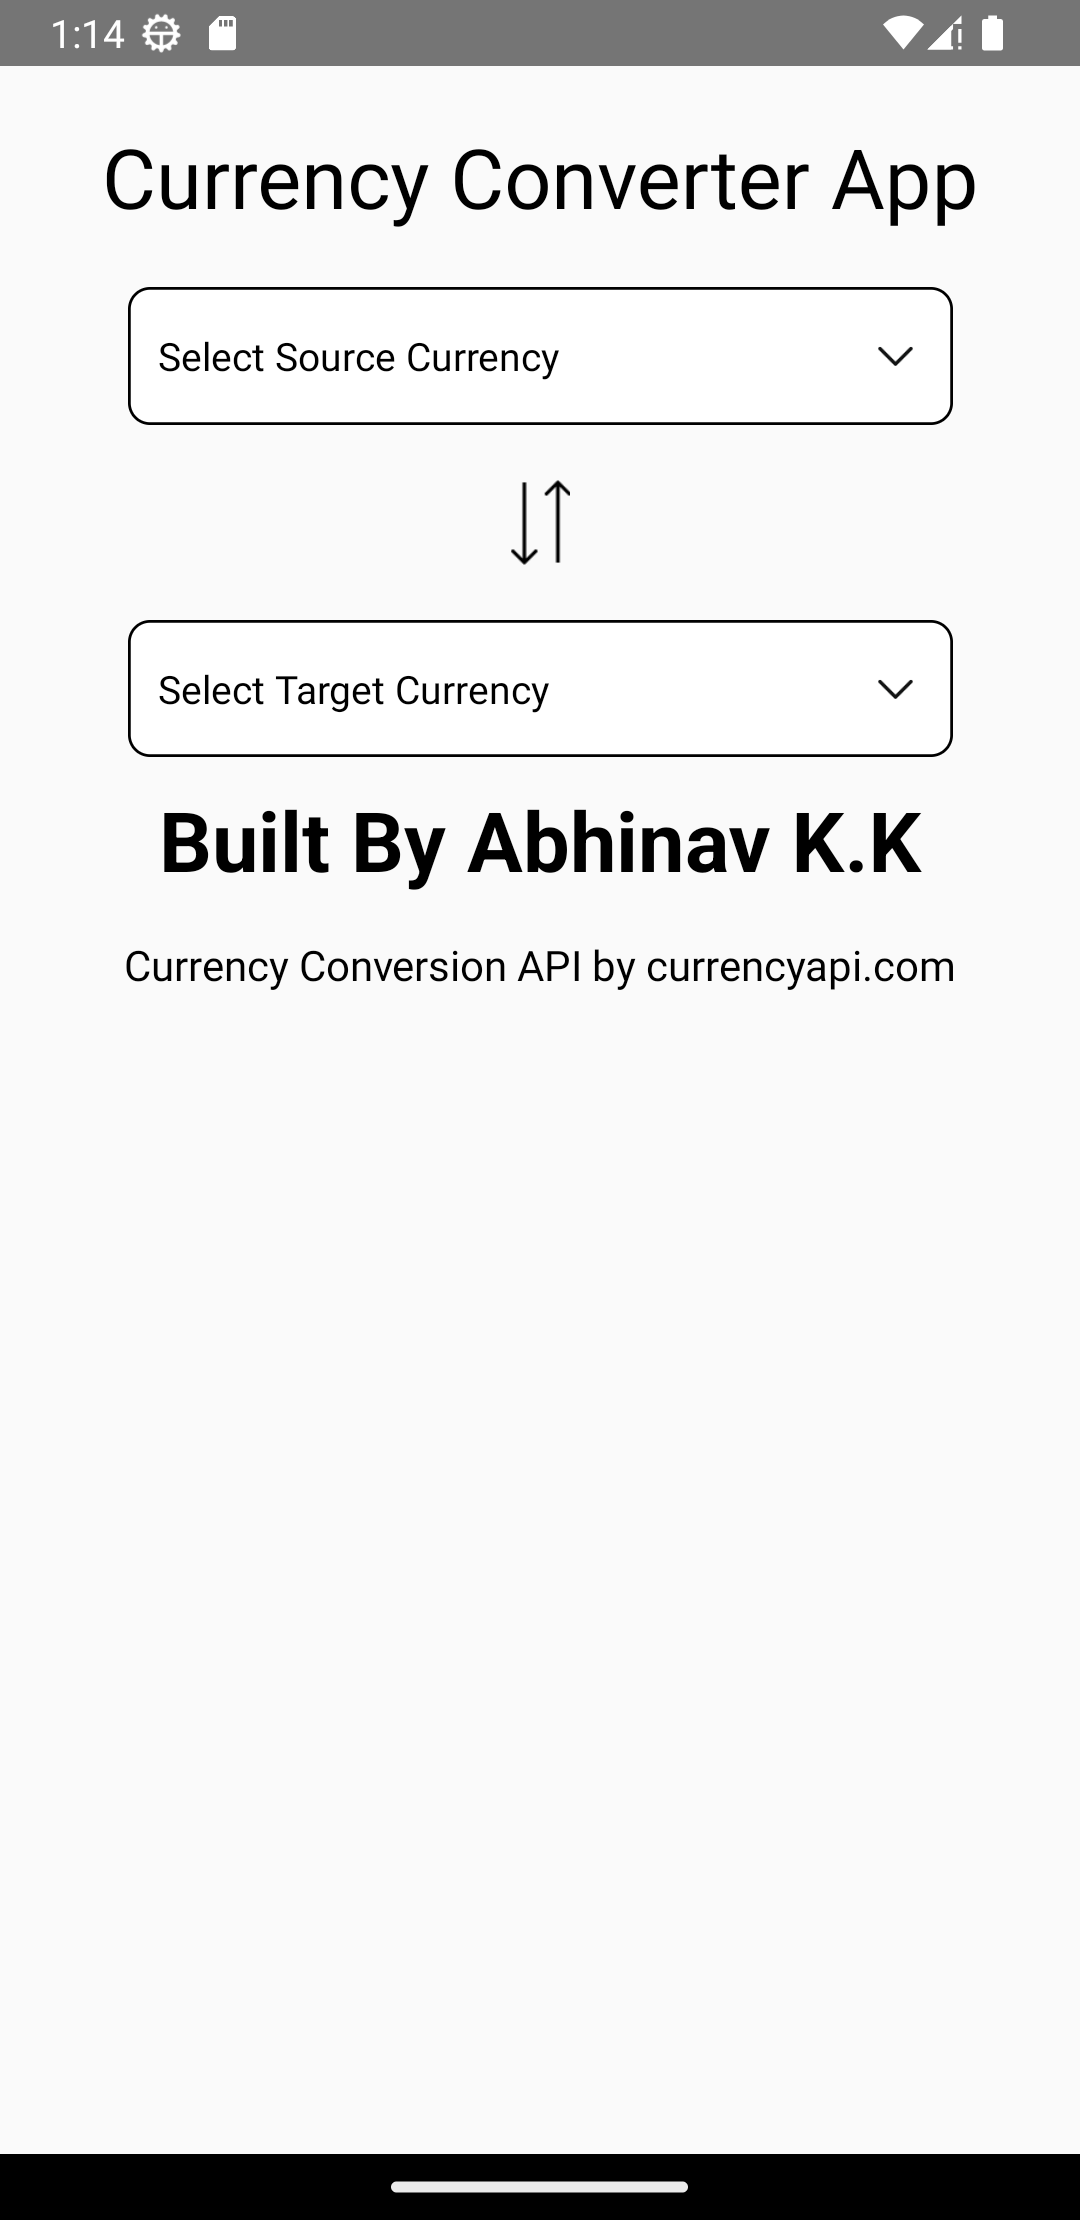 1:14
Currency Converter App
Select Source Currency
Select Target Currency
Built By Abhinav K.K
Currency Conversion API by currencyapi.com